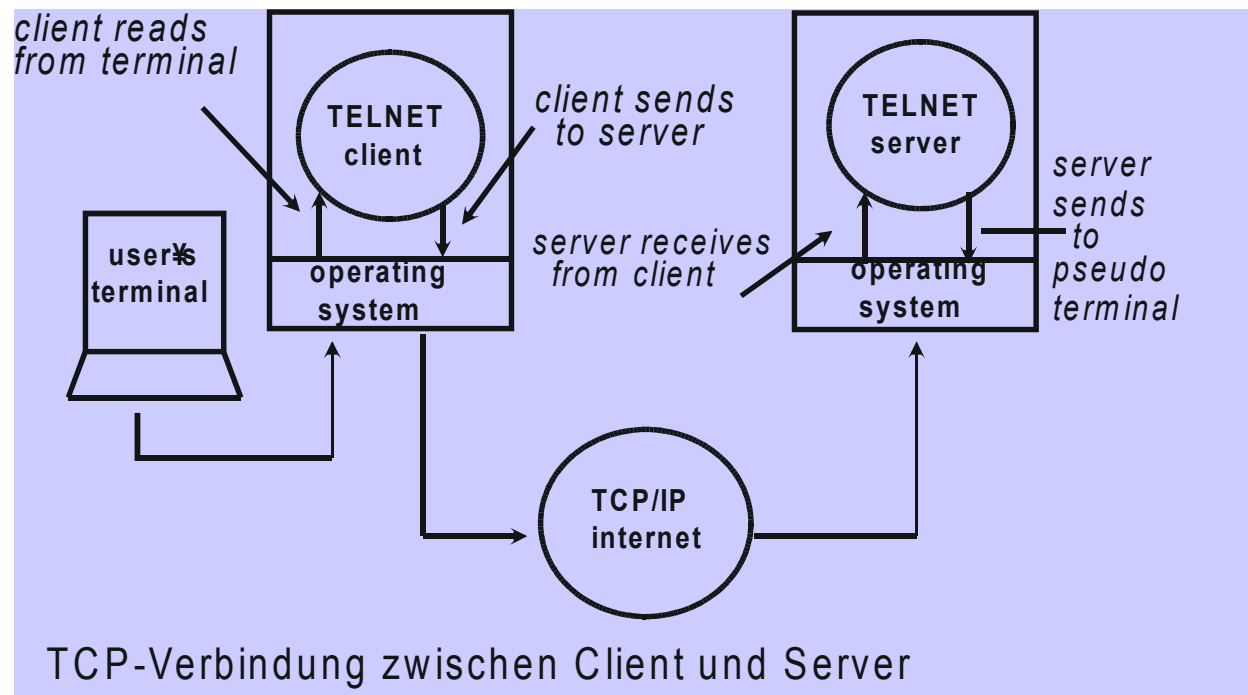 client reads
from terminal
TELNET
client
client sends
to server
TELNET
server
server
sends
to
pseudo
terminal
user¥s
terminal
operating
system
server receives
from client
operating
system
TCP/IP
internet
TCP-Verbindung zwischen Client und Server